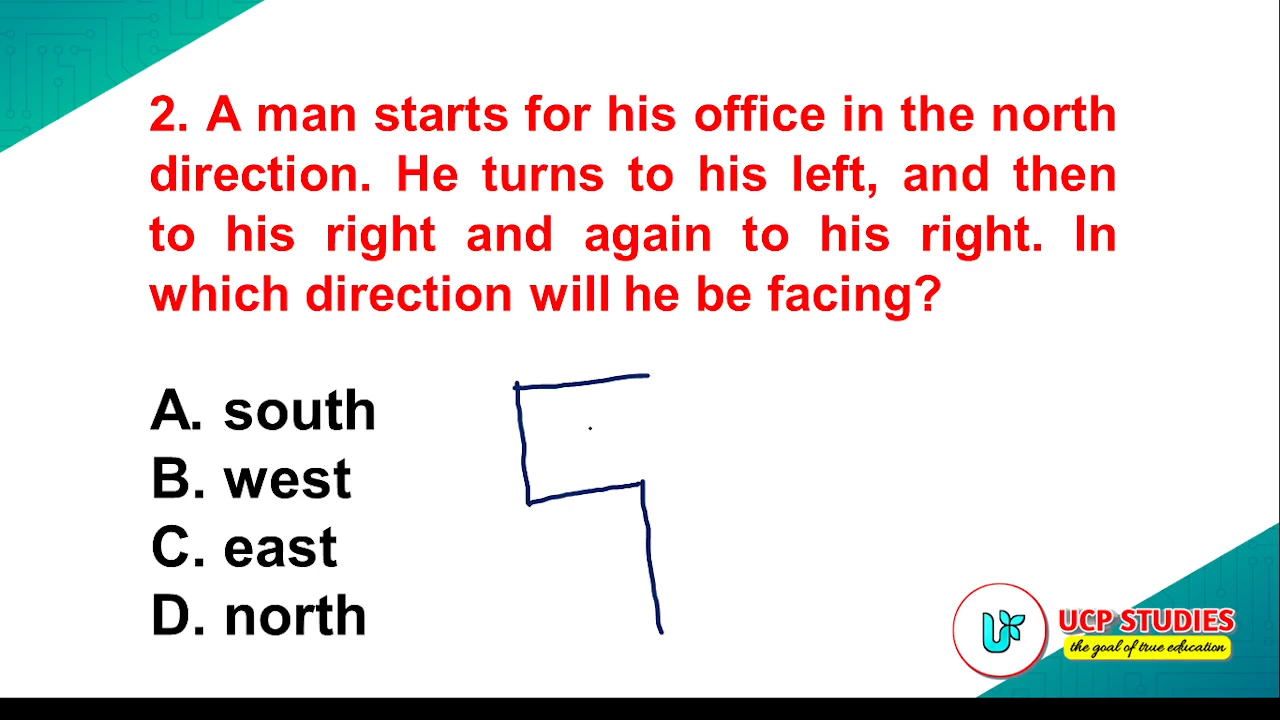 2. A man starts for his office in the north
direction. He turns to his left, and then
to his right and again to his right. In
which direction will he be facing?
A. south
B. west
C. east
D. north
UCP STUDIES
the goal of true education